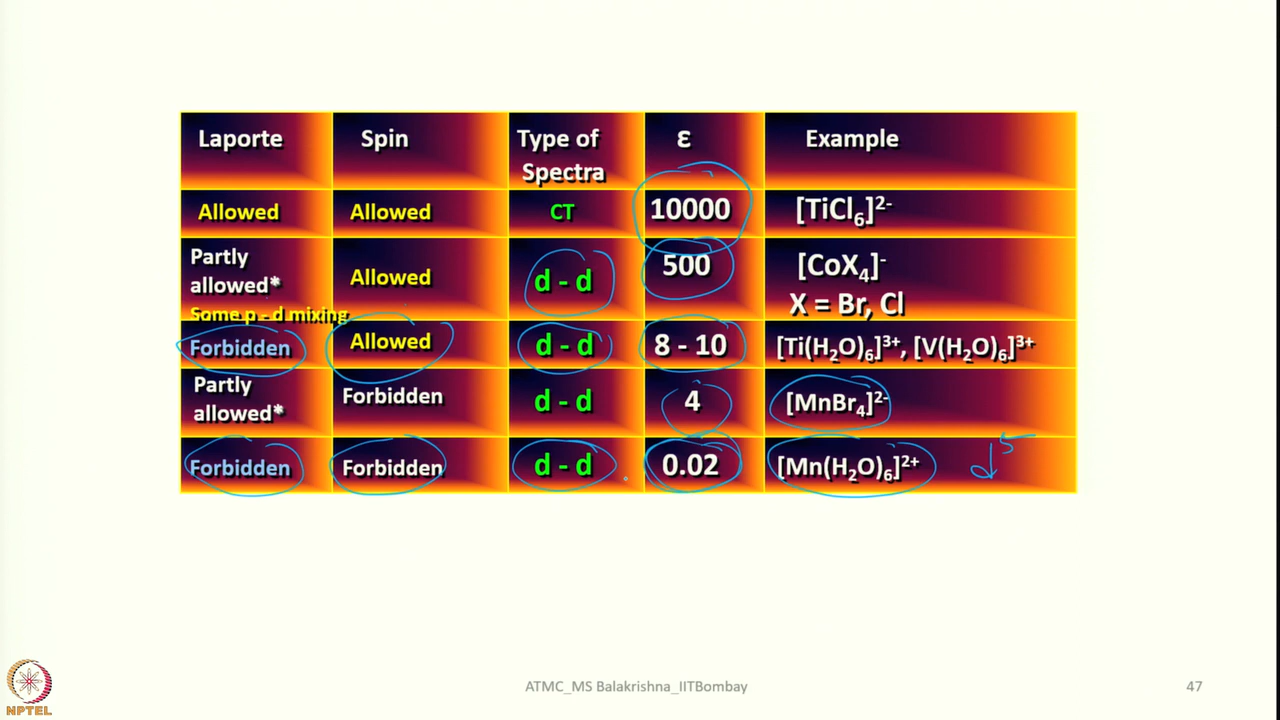 Laporte Spin Type of Spectra ε Example
Allowed Allowed CT 10000 [TiCl6]2-
Partly allowed* Some p - d mixing Allowed d - d 500 [CoX4]- X = Br, Cl
Forbidden Allowed d - d 8 - 10 [Ti(H2O)6]3+, [V(H2O)6]3+
Partly allowed* Forbidden d - d 4 [MnBr4]2-
Forbidden Forbidden d - d 0.02 [Mn(H2O)6]2+ d5
NPTEL
ATMC_MS Balakrishna_IITBombay
47